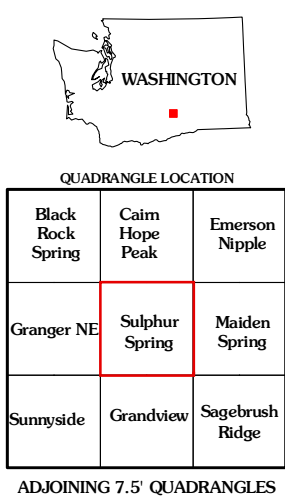 WASHINGTON
QUADRANGLE LOCATION
Black
Rock
Spring
Cairn
Hope
Peak
Emerson
Nipple
Granger NE
Sulphur
Spring
Maiden
Spring
Sunnyside
Grandview
Sagebrush
Ridge
ADJOINING 7.5' QUADRANGLES